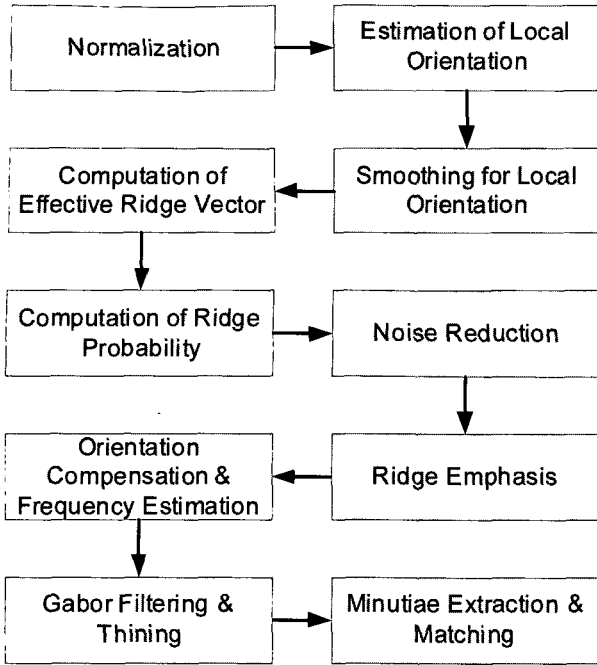 Normalization
Estimation of Local
Orientation
Smoothing for Local
Orientation
Computation of
Effective Ridge Vector
Computation of Ridge
Probability
Noise Reduction
Ridge Emphasis
Orientation
Compensation &
Frequency Estimation
Gabor Filtering &
Thining
Minutiae Extraction &
Matching